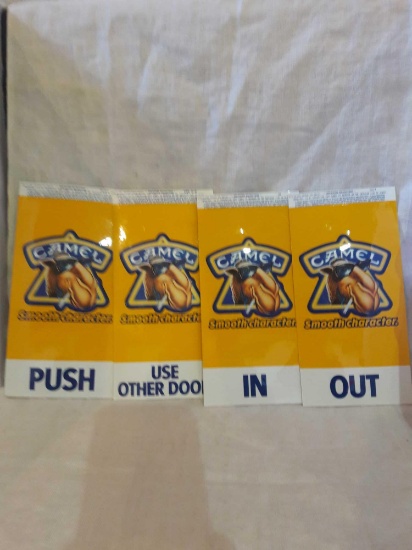 CAMEL
Smooth character.
PUSH
CAMEL
Smooth character.
USE
OTHER DOOR
CAMEL
Smooth character.
IN
CAMEL
Smooth character.
OUT